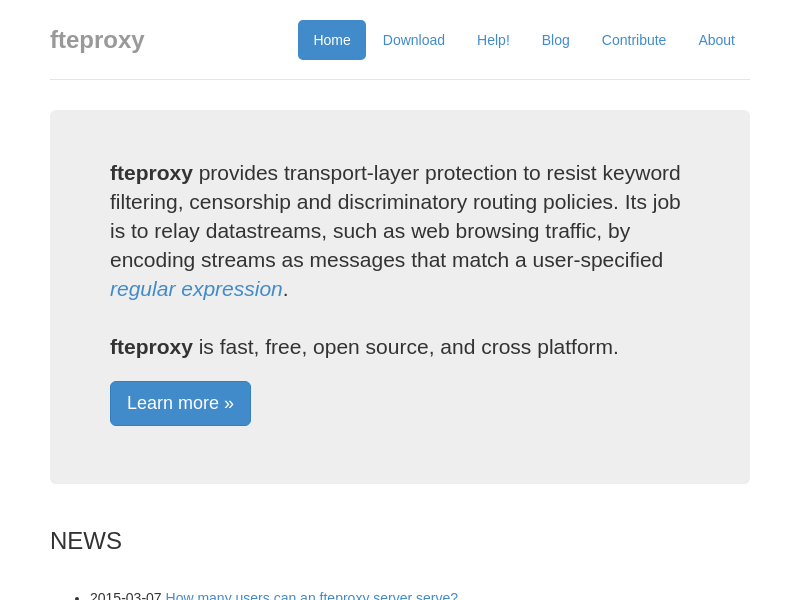 fteproxy
Home Download Help! Blog Contribute About
fteproxy provides transport-layer protection to resist keyword
filtering, censorship and discriminatory routing policies. Its job
is to relay datastreams, such as web browsing traffic, by
encoding streams as messages that match a user-specified
regular expression.
fteproxy is fast, free, open source, and cross platform.
Learn more »
NEWS
2015-03-07 How many users can an fteproxy server serve?